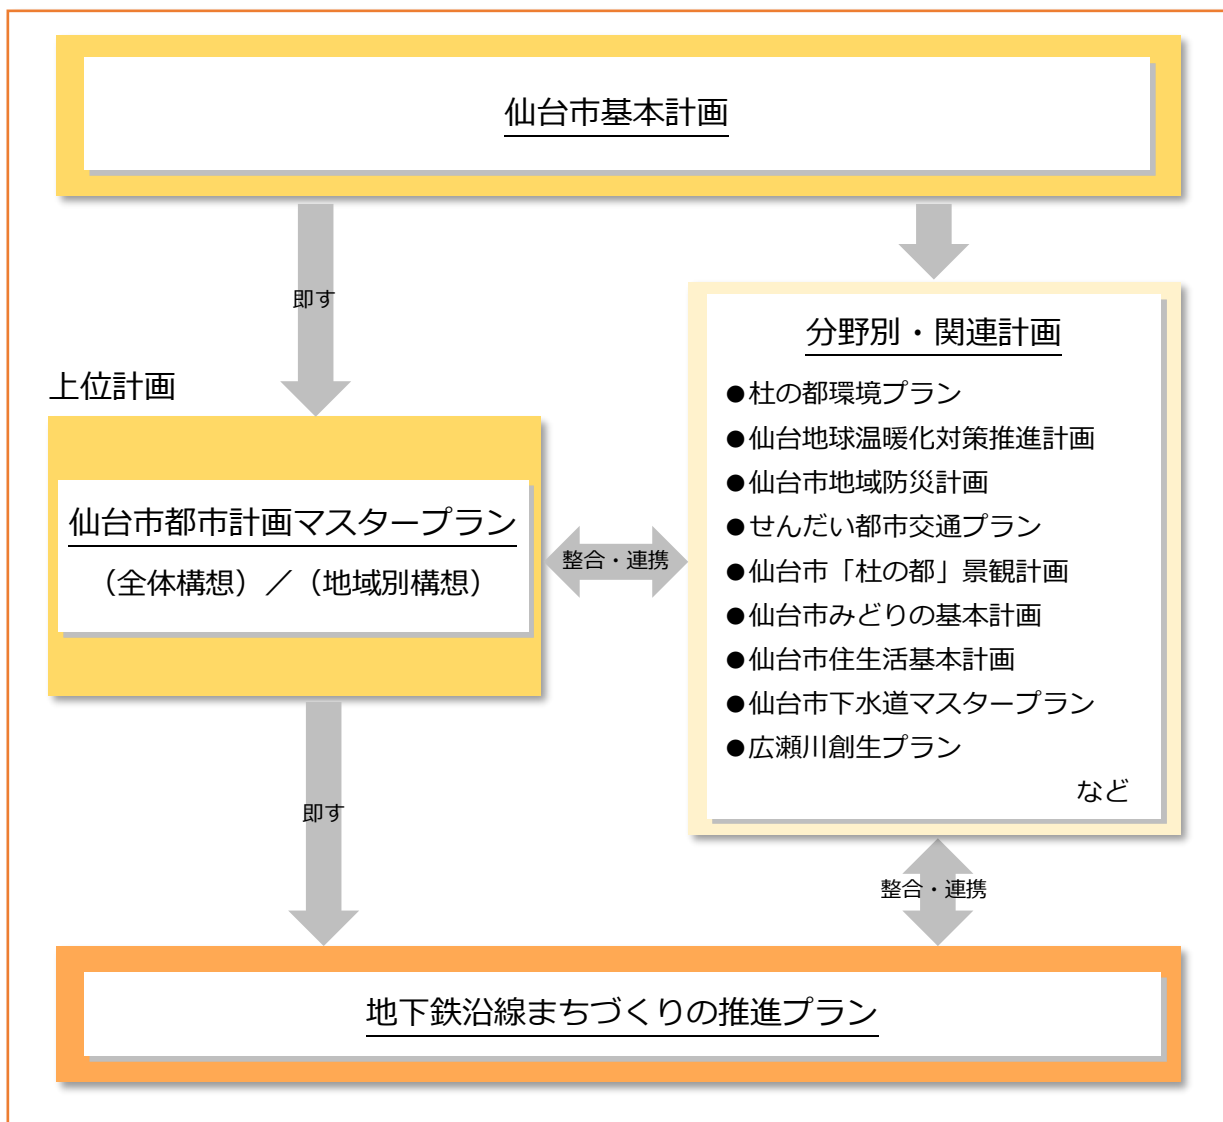 仙台市基本計画
即す
上位計画
仙台市都市計画マスタープラン
（全体構想）／（地域別構想）
整合・連携
分野別・関連計画
●杜の都環境プラン
●仙台地球温暖化対策推進計画
●仙台市地域防災計画
●せんだい都市交通プラン
●仙台市「杜の都」景観計画
●仙台市みどりの基本計画
●仙台市住生活基本計画
●仙台市下水道マスタープラン
●広瀬川創生プラン
など
即す
整合・連携
地下鉄沿線まちづくりの推進プラン